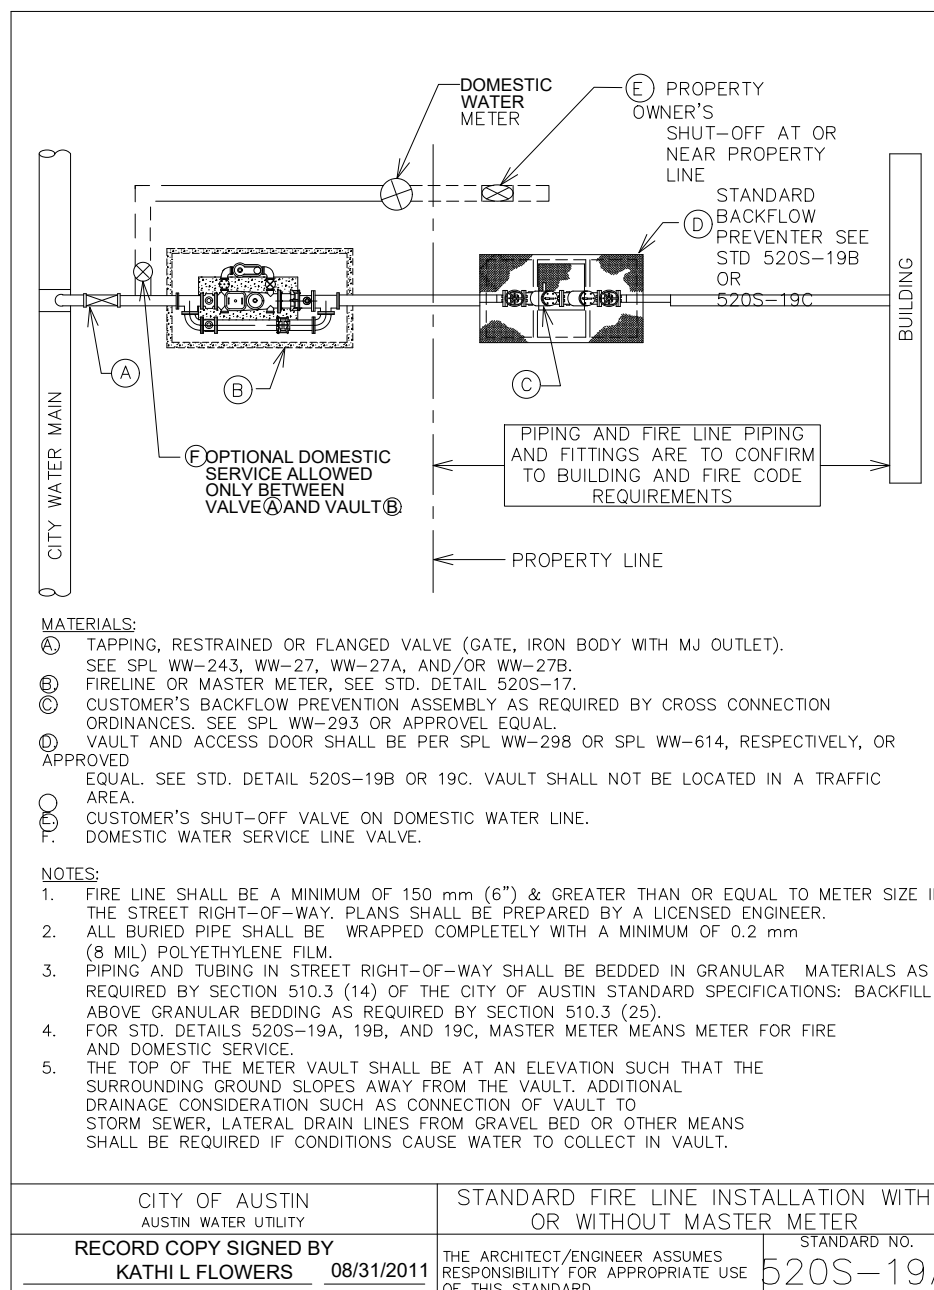 DOMESTIC
WATER
METER
E PROPERTY
OWNER'S
SHUT-OFF AT OR
NEAR PROPERTY
LINE
D
STANDARD
BACKFLOW
PREVENTER SEE
STD 520S-19B
OR
520S-19C
BUILDING
CITY WATER MAIN
A
B
C
F OPTIONAL DOMESTIC
SERVICE ALLOWED
ONLY BETWEEN
VALVE A AND VAULT B.
PIPING AND FIRE LINE PIPING
AND FITTINGS ARE TO CONFIRM
TO BUILDING AND FIRE CODE
REQUIREMENTS
PROPERTY LINE
MATERIALS:
A. TAPPING, RESTRAINED OR FLANGED VALVE (GATE, IRON BODY WITH MJ OUTLET).
SEE SPL WW-243, WW-27, WW-27A, AND/OR WW-27B.
B. FIRELINE OR MASTER METER, SEE STD. DETAIL 520S-17.
C CUSTOMER'S BACKFLOW PREVENTION ASSEMBLY AS REQUIRED BY CROSS CONNECTION
ORDINANCES. SEE SPL WW-293 OR APPROVEL EQUAL.
D. VAULT AND ACCESS DOOR SHALL BE PER SPL WW-298 OR SPL WW-614, RESPECTIVELY, OR
APPROVED
EQUAL. SEE STD. DETAIL 520S-19B OR 19C. VAULT SHALL NOT BE LOCATED IN A TRAFFIC
AREA.
E. CUSTOMER'S SHUT-OFF VALVE ON DOMESTIC WATER LINE.
F. DOMESTIC WATER SERVICE LINE VALVE.
NOTES:
1. FIRE LINE SHALL BE A MINIMUM OF 150 mm (6") & GREATER THAN OR EQUAL TO METER SIZE
THE STREET RIGHT-OF-WAY. PLANS SHALL BE PREPARED BY A LICENSED ENGINEER.
2. ALL BURIED PIPE SHALL BE WRAPPED COMPLETELY WITH A MINIMUM OF 0.2 mm
(8 MIL) POLYETHYLENE FILM.
3. PIPING AND TUBING IN STREET RIGHT-OF-WAY SHALL BE BEDDED IN GRANULAR MATERIALS AS
REQUIRED BY SECTION 510.3 (14) OF THE CITY OF AUSTIN STANDARD SPECIFICATIONS: BACKFILL
ABOVE GRANULAR BEDDING AS REQUIRED BY SECTION 510.3 (25).
4. FOR STD. DETAILS 520S-19A, 19B, AND 19C, MASTER METER MEANS METER FOR FIRE
AND DOMESTIC SERVICE.
5. THE TOP OF THE METER VAULT SHALL BE AT AN ELEVATION SUCH THAT THE
SURROUNDING GROUND SLOPES AWAY FROM THE VAULT. ADDITIONAL
DRAINAGE CONSIDERATION SUCH AS CONNECTION OF VAULT TO
STORM SEWER, LATERAL DRAIN LINES FROM GRAVEL BED OR OTHER MEANS
SHALL BE REQUIRED IF CONDITIONS CAUSE WATER TO COLLECT IN VAULT.
CITY OF AUSTIN
AUSTIN WATER UTILITY
STANDARD FIRE LINE INSTALLATION WITH
OR WITHOUT MASTER METER
RECORD COPY SIGNED BY
KATHI L FLOWERS 08/31/2011
THE ARCHITECT/ENGINEER ASSUMES
RESPONSIBILITY FOR APPROPRIATE USE
OF THIS STANDARD
STANDARD NO.
520S-19A